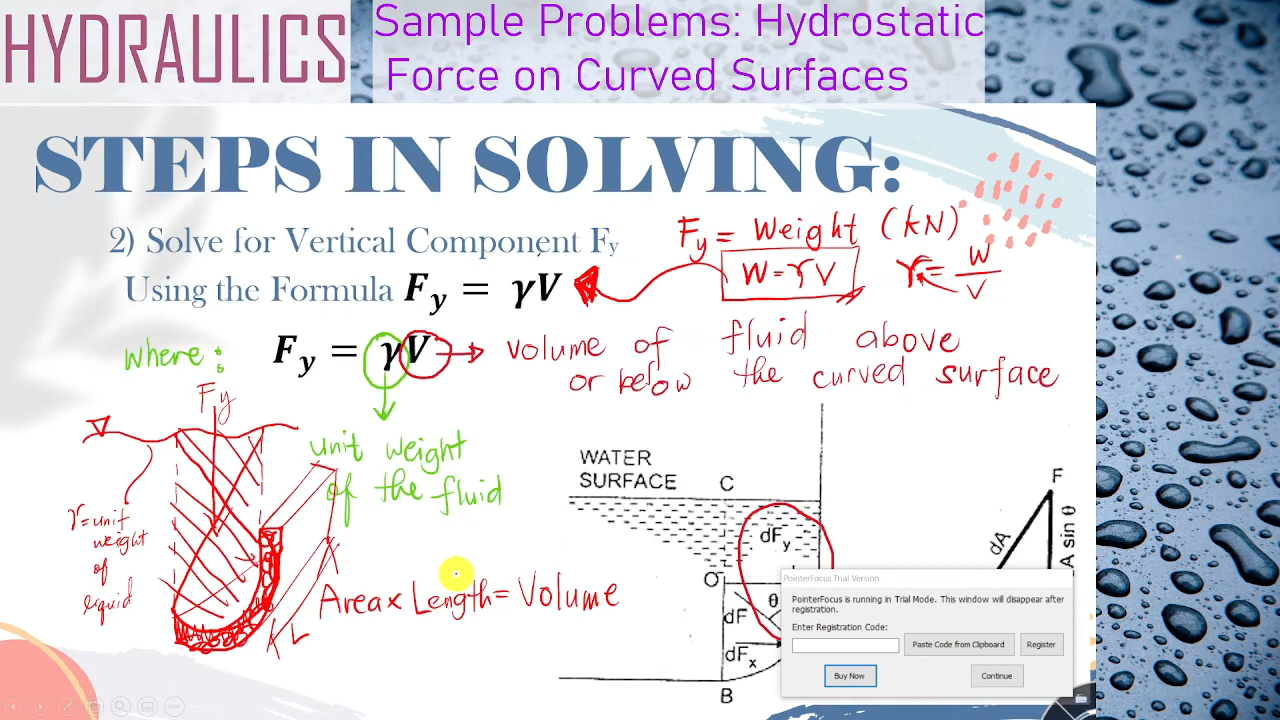 HYDRAULICS
Sample Problems: Hydrostatic
Force on Curved Surfaces
STEPS IN SOLVING:
2) Solve for Vertical Component Fy
Using the Formula Fy = γV
Fy = Weight (kN)
W = γV
γ = W
V
where :
Fy = γV
volume of fluid above
or below the curved surface
Fy
unit weight
of the fluid
γ = unit
weight
of
liquid
L
Area x Length = Volume
WATER
SURFACE
C
dFy
O
θ
dF
dFx
B
F
dA
A sin θ
PointerFocus Trial Version
PointerFocus is running in Trial Mode. This window will disappear after
registration.
Enter Registration Code:
Paste Code from Clipboard
Register
Buy Now
Continue